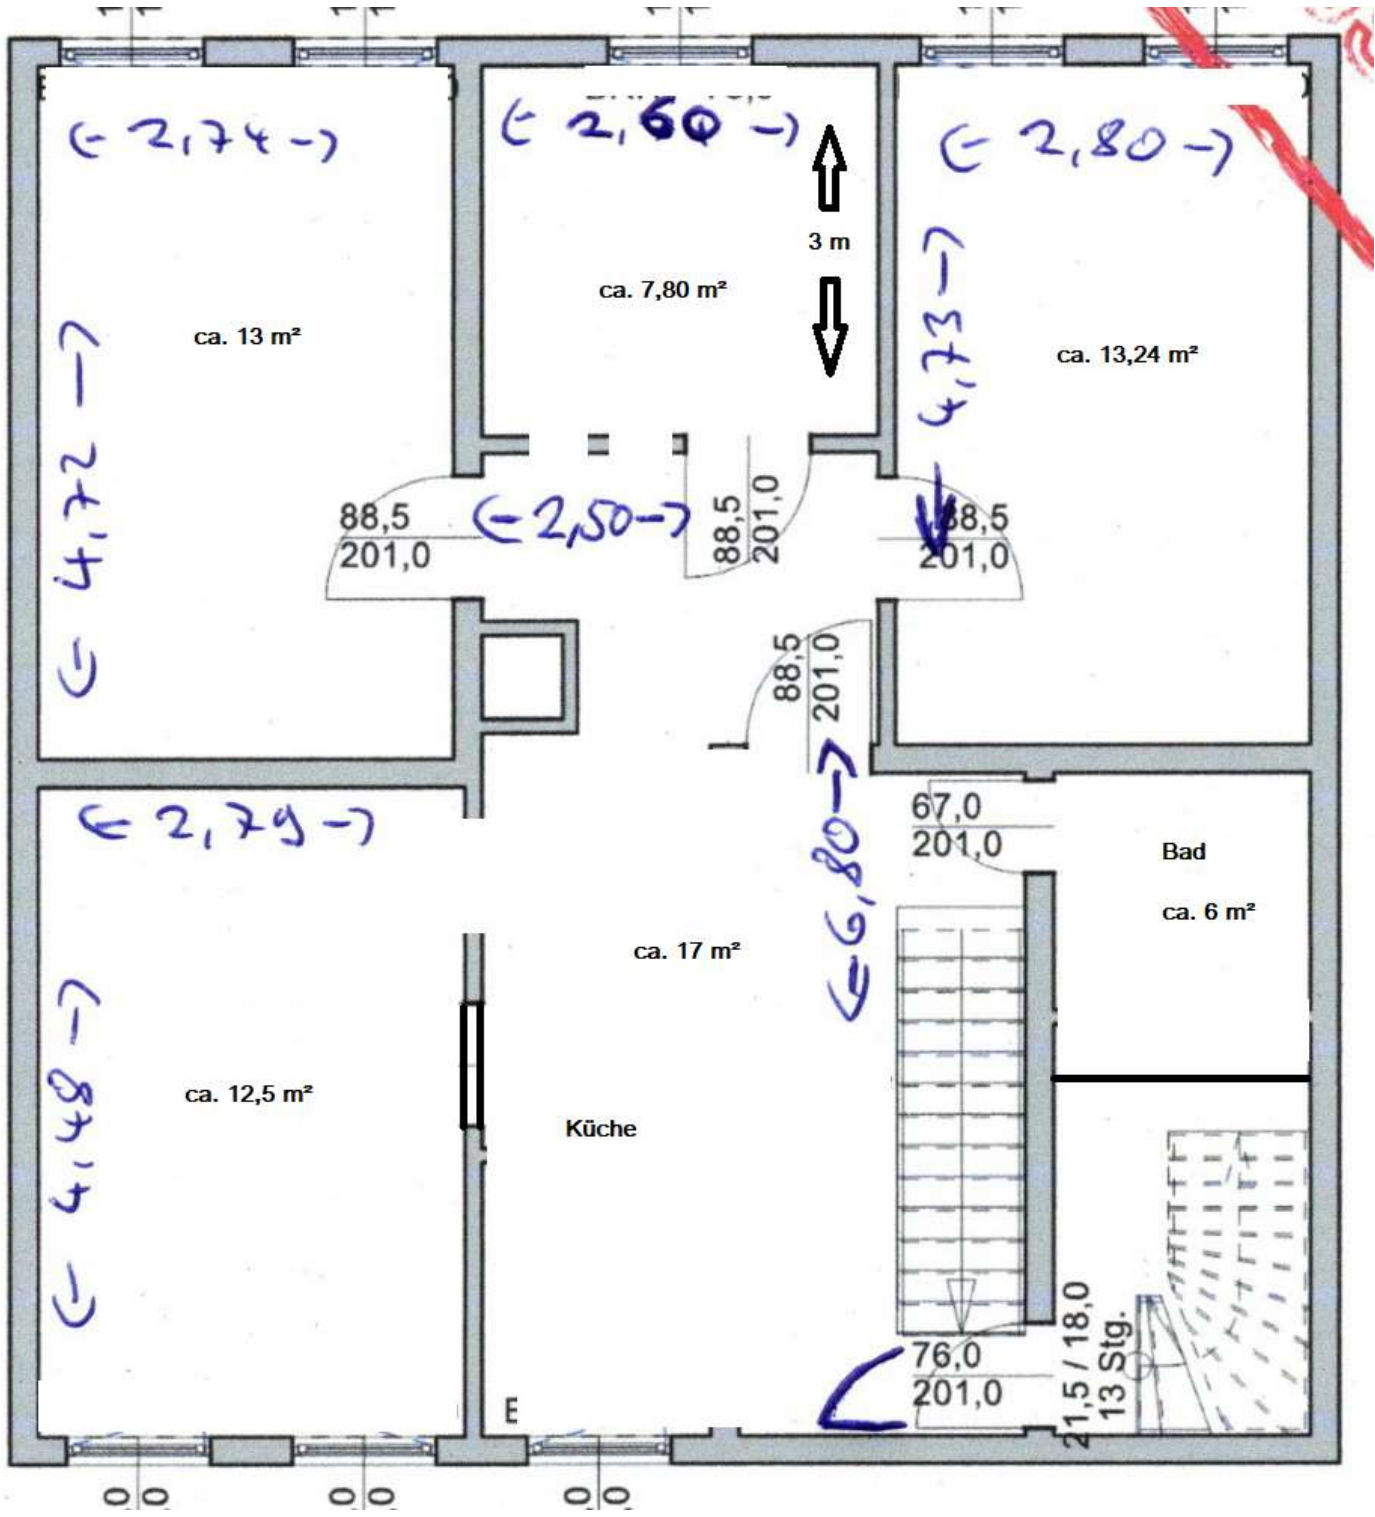 ← 2,74 →
← 2,60 →
← 2,80 →
3 m
ca. 7,80 m²
← 4,73 →
ca. 13 m²
ca. 13,24 m²
← 4,72 →
88,5
201,0
← 2,50 →
88,5
201,0
88,5
201,0
88,5
201,0
← 2,79 →
← 6,80 →
67,0
201,0
Bad
ca. 6 m²
ca. 17 m²
← 4,48 →
ca. 12,5 m²
Küche
76,0
201,0
21,5 / 18,0
13 Stg.